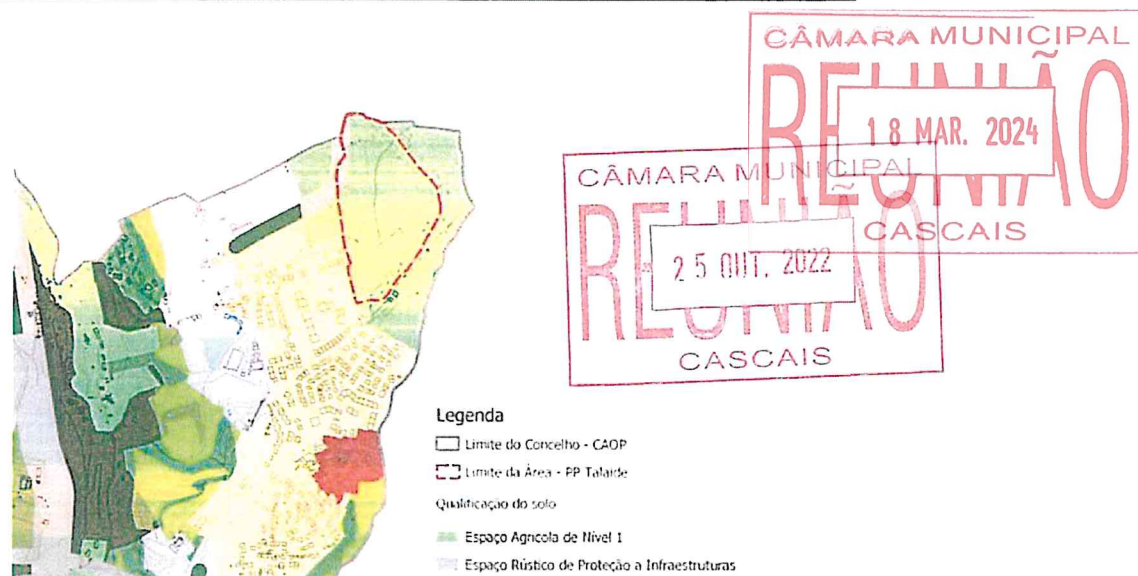 CÂMARA MUNICIPAL
REUNIÃO
18 MAR. 2024
CASCAIS
CÂMARA MUNICIPAL
REUNIÃO
25 OUT. 2022
CASCAIS
Legenda
Limite do Concelho - CAOP
Limite da Área - PP Talaíde
Qualificação do solo
Espaço Agrícola de Nível 1
Espaço Rústico de Proteção a Infraestruturas